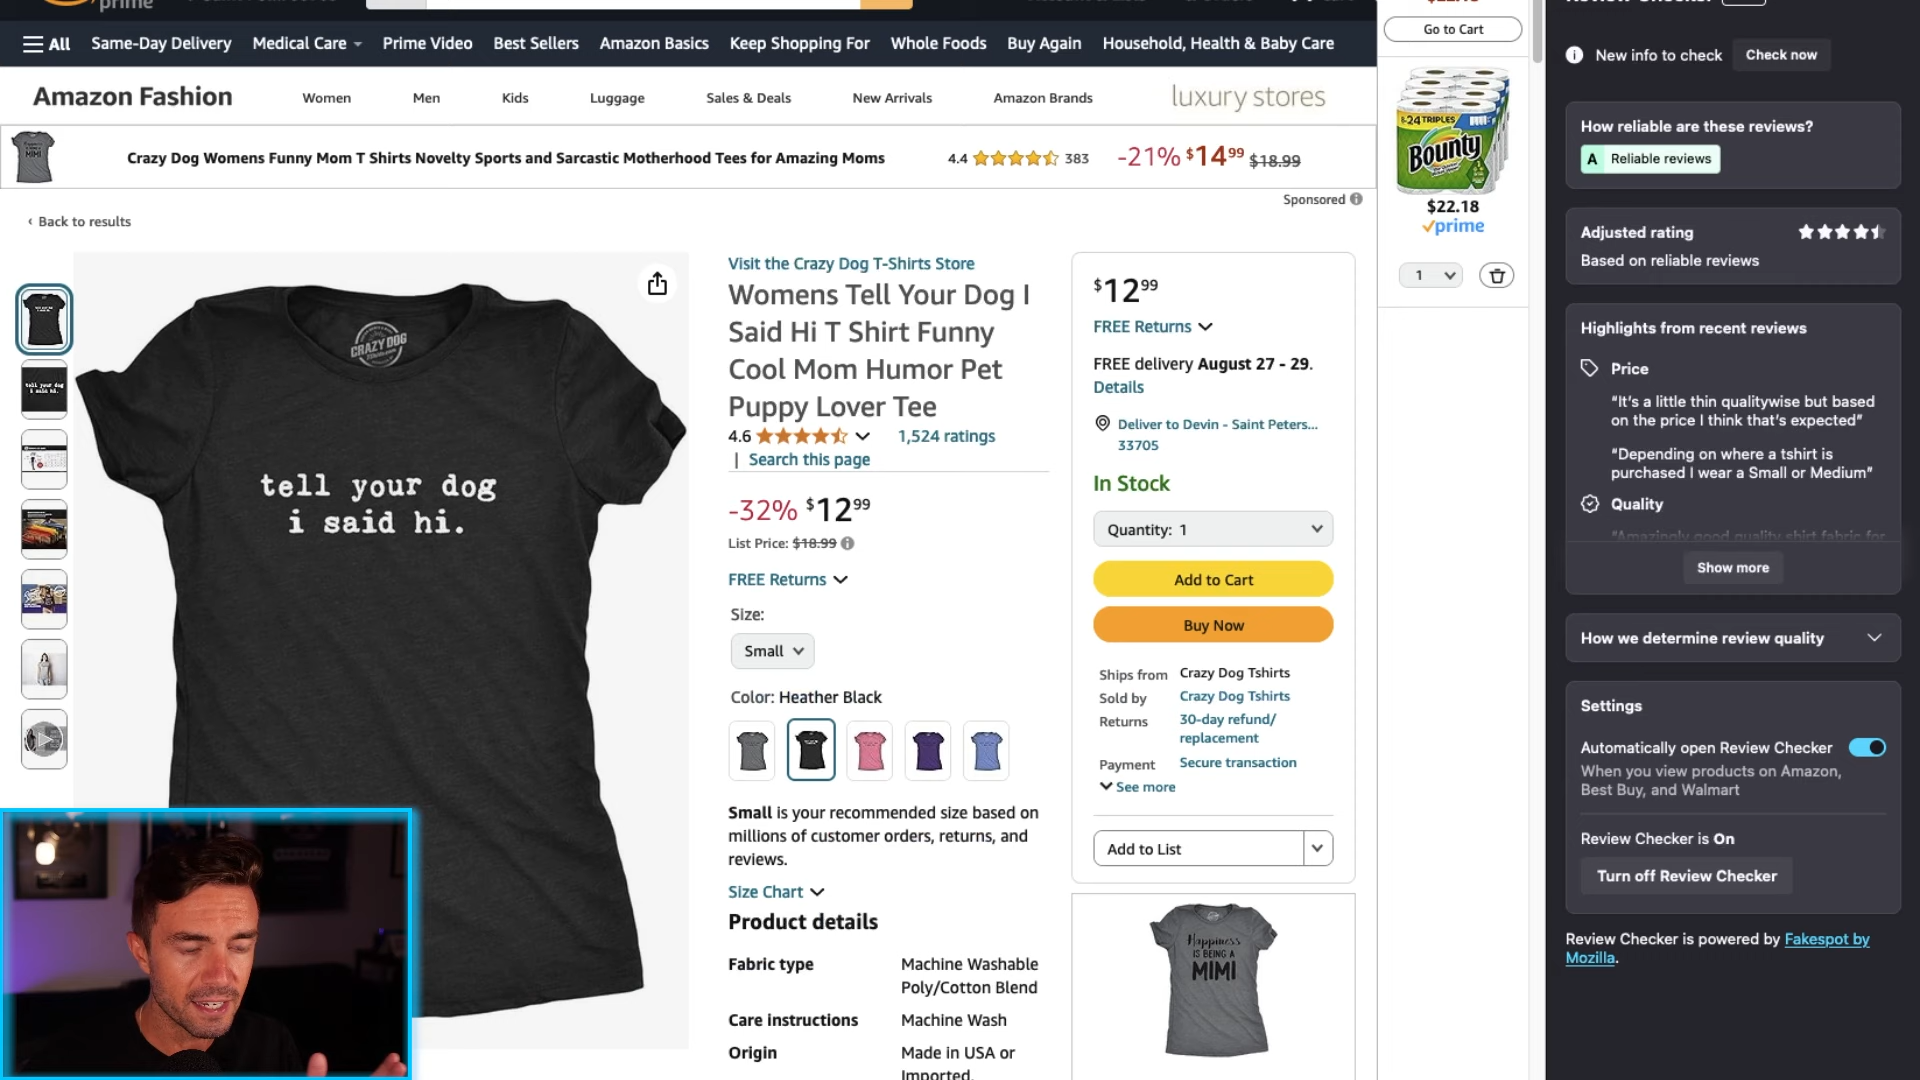 prime
All Same-Day Delivery Medical Care Prime Video Best Sellers Amazon Basics Keep Shopping For Whole Foods Buy Again Household, Health & Baby Care
Amazon Fashion Women Men Kids Luggage Sales & Deals New Arrivals Amazon Brands luxury stores
Crazy Dog Womens Funny Mom T Shirts Novelty Sports and Sarcastic Motherhood Tees for Amazing Moms 4.4 383 -21% $14.99 $18.99
Sponsored
‹ Back to results
CRAZY DOG
tell your dog
i said hi.
Visit the Crazy Dog T-Shirts Store
Womens Tell Your Dog I
Said Hi T Shirt Funny
Cool Mom Humor Pet
Puppy Lover Tee
4.6 1,524 ratings
| Search this page
-32% $12.99
List Price: $18.99
FREE Returns
Size:
Small
Color: Heather Black
Small is your recommended size based on
millions of customer orders, returns, and
reviews.
Size Chart
Product details
Fabric type Machine Washable
Poly/Cotton Blend
Care instructions Machine Wash
Origin Made in USA or
Imported.
$12.99
FREE Returns
FREE delivery August 27 - 29.
Details
Deliver to Devin - Saint Peters...
33705
In Stock
Quantity: 1
Add to Cart
Buy Now
Ships from Crazy Dog Tshirts
Sold by Crazy Dog Tshirts
Returns 30-day refund/
replacement
Payment Secure transaction
See more
Add to List
Happiness
IS BEING A
MIMI
Go to Cart
8=24 TRIPLES
Bounty
$22.18
prime
1
New info to check Check now
How reliable are these reviews?
A Reliable reviews
Adjusted rating
Based on reliable reviews
Highlights from recent reviews
Price
“It’s a little thin qualitywise but based
on the price I think that’s expected”
“Depending on where a tshirt is
purchased I wear a Small or Medium”
Quality
“Amazingly good quality shirt fabric for
Show more
How we determine review quality
Settings
Automatically open Review Checker
When you view products on Amazon,
Best Buy, and Walmart
Review Checker is On
Turn off Review Checker
Review Checker is powered by Fakespot by
Mozilla.